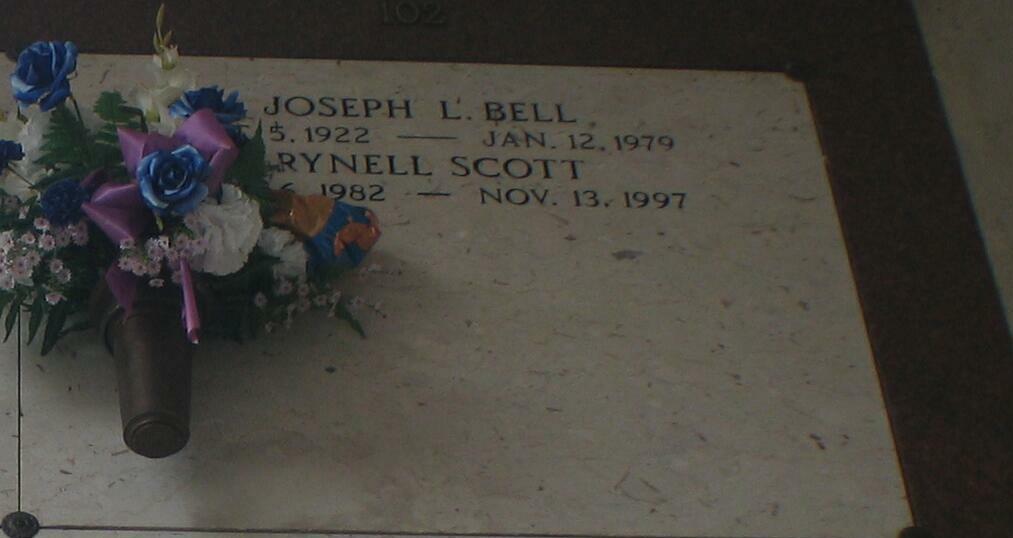 102
JOSEPH L. BELL
5. 1922 — JAN. 12, 1979
RYNELL SCOTT
6, 1982 — NOV. 13, 1997